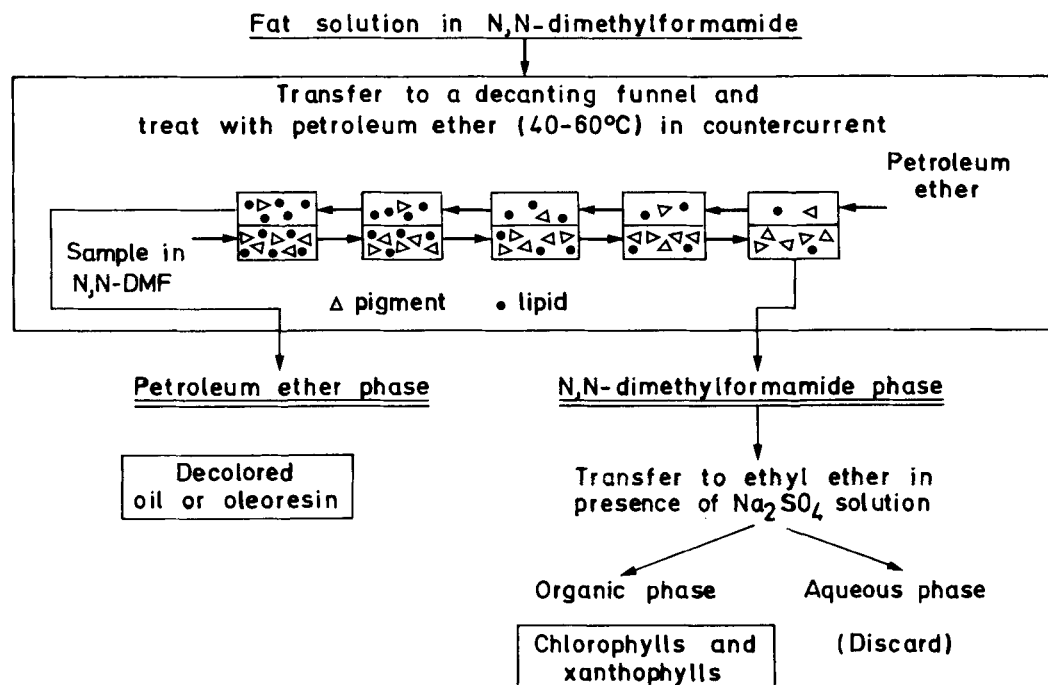 Fat solution in N,N-dimethylformamide
Transfer to a decanting funnel and
treat with petroleum ether (40-60°C) in countercurrent
Petroleum
ether
Sample in
N,N-DMF
△ pigment
• lipid
Petroleum ether phase
N,N-dimethylformamide phase
Decolored
oil or oleoresin
Transfer to ethyl ether in
presence of Na₂SO₄ solution
Organic phase
Aqueous phase
Chlorophylls and
xanthophylls
(Discard)